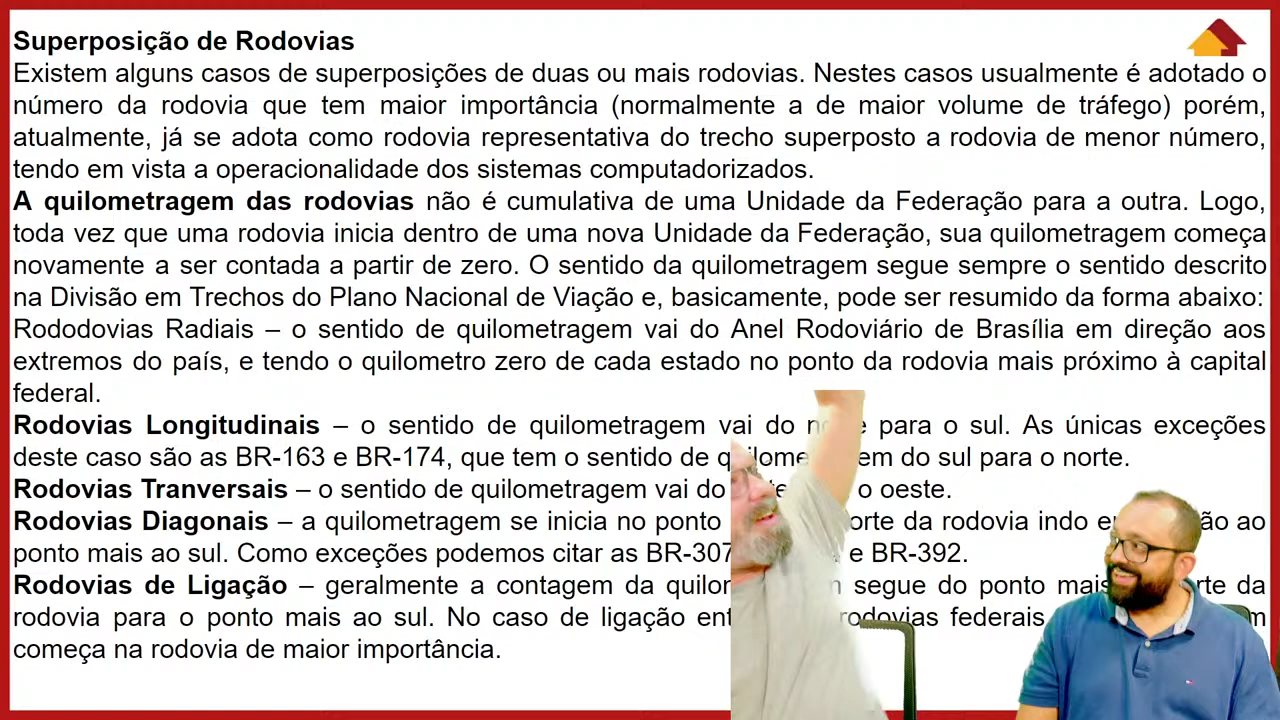 Superposição de Rodovias
Existem alguns casos de superposições de duas ou mais rodovias. Nestes casos usualmente é adotado o
número da rodovia que tem maior importância (normalmente a de maior volume de tráfego) porém,
atualmente, já se adota como rodovia representativa do trecho superposto a rodovia de menor número,
tendo em vista a operacionalidade dos sistemas computadorizados.
A quilometragem das rodovias não é cumulativa de uma Unidade da Federação para a outra. Logo,
toda vez que uma rodovia inicia dentro de uma nova Unidade da Federação, sua quilometragem começa
novamente a ser contada a partir de zero. O sentido da quilometragem segue sempre o sentido descrito
na Divisão em Trechos do Plano Nacional de Viação e, basicamente, pode ser resumido da forma abaixo:
Rododovias Radiais – o sentido de quilometragem vai do Anel Rodoviário de Brasília em direção aos
extremos do país, e tendo o quilometro zero de cada estado no ponto da rodovia mais próximo à capital
federal.
Rodovias Longitudinais – o sentido de quilometragem vai do para o sul. As únicas exceções
deste caso são as BR-163 e BR-174, que tem o sentido de do sul para o norte.
Rodovias Tranversais – o sentido de quilometragem vai do o oeste.
Rodovias Diagonais – a quilometragem se inicia no ponto da rodovia indo ao
ponto mais ao sul. Como exceções podemos citar as BR-307 e BR-392.
Rodovias de Ligação – geralmente a contagem da segue do ponto mais da
rodovia para o ponto mais ao sul. No caso de ligação rodovias federais
começa na rodovia de maior importância.